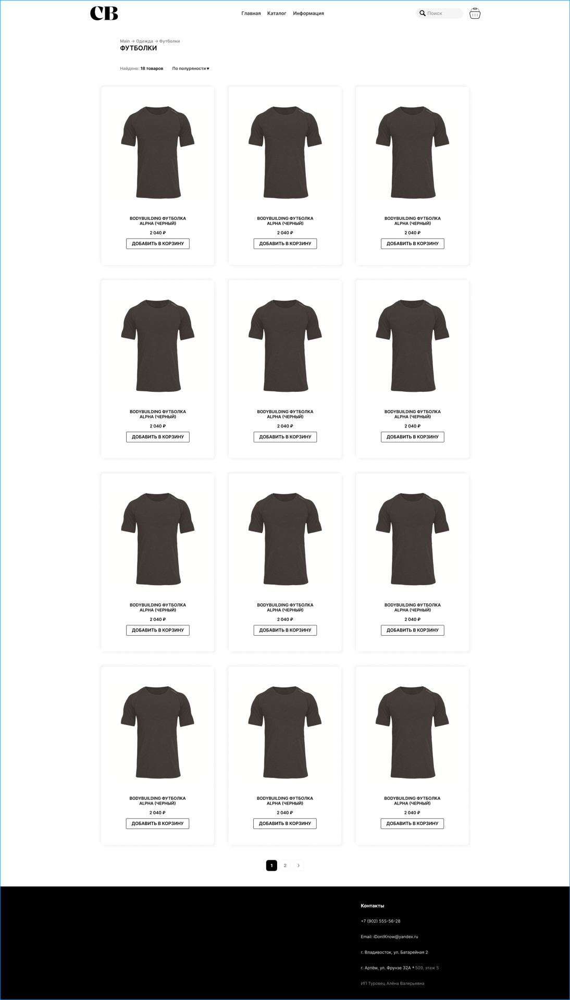 CB
Главная Каталог Информация
Поиск
Main → Одежда → Футболки
ФУТБОЛКИ
Найдено: 18 товаров По полуряности ▾
BODYBUILDING ФУТБОЛКА
ALPHA (ЧЕРНЫЙ)
2 040 ₽
ДОБАВИТЬ В КОРЗИНУ
BODYBUILDING ФУТБОЛКА
ALPHA (ЧЕРНЫЙ)
2 040 ₽
ДОБАВИТЬ В КОРЗИНУ
BODYBUILDING ФУТБОЛКА
ALPHA (ЧЕРНЫЙ)
2 040 ₽
ДОБАВИТЬ В КОРЗИНУ
BODYBUILDING ФУТБОЛКА
ALPHA (ЧЕРНЫЙ)
2 040 ₽
ДОБАВИТЬ В КОРЗИНУ
BODYBUILDING ФУТБОЛКА
ALPHA (ЧЕРНЫЙ)
2 040 ₽
ДОБАВИТЬ В КОРЗИНУ
BODYBUILDING ФУТБОЛКА
ALPHA (ЧЕРНЫЙ)
2 040 ₽
ДОБАВИТЬ В КОРЗИНУ
BODYBUILDING ФУТБОЛКА
ALPHA (ЧЕРНЫЙ)
2 040 ₽
ДОБАВИТЬ В КОРЗИНУ
BODYBUILDING ФУТБОЛКА
ALPHA (ЧЕРНЫЙ)
2 040 ₽
ДОБАВИТЬ В КОРЗИНУ
BODYBUILDING ФУТБОЛКА
ALPHA (ЧЕРНЫЙ)
2 040 ₽
ДОБАВИТЬ В КОРЗИНУ
BODYBUILDING ФУТБОЛКА
ALPHA (ЧЕРНЫЙ)
2 040 ₽
ДОБАВИТЬ В КОРЗИНУ
BODYBUILDING ФУТБОЛКА
ALPHA (ЧЕРНЫЙ)
2 040 ₽
ДОБАВИТЬ В КОРЗИНУ
BODYBUILDING ФУТБОЛКА
ALPHA (ЧЕРНЫЙ)
2 040 ₽
ДОБАВИТЬ В КОРЗИНУ
1 2 >
Контакты
+7 (902) 555-56-28
Email: iDontKnow@yandex.ru
г. Владивосток, ул. Батарейная 2
г. Артём, ул. Фрунзе 32А • 509, этаж 5
ИП Туровец Алёна Валерьевна